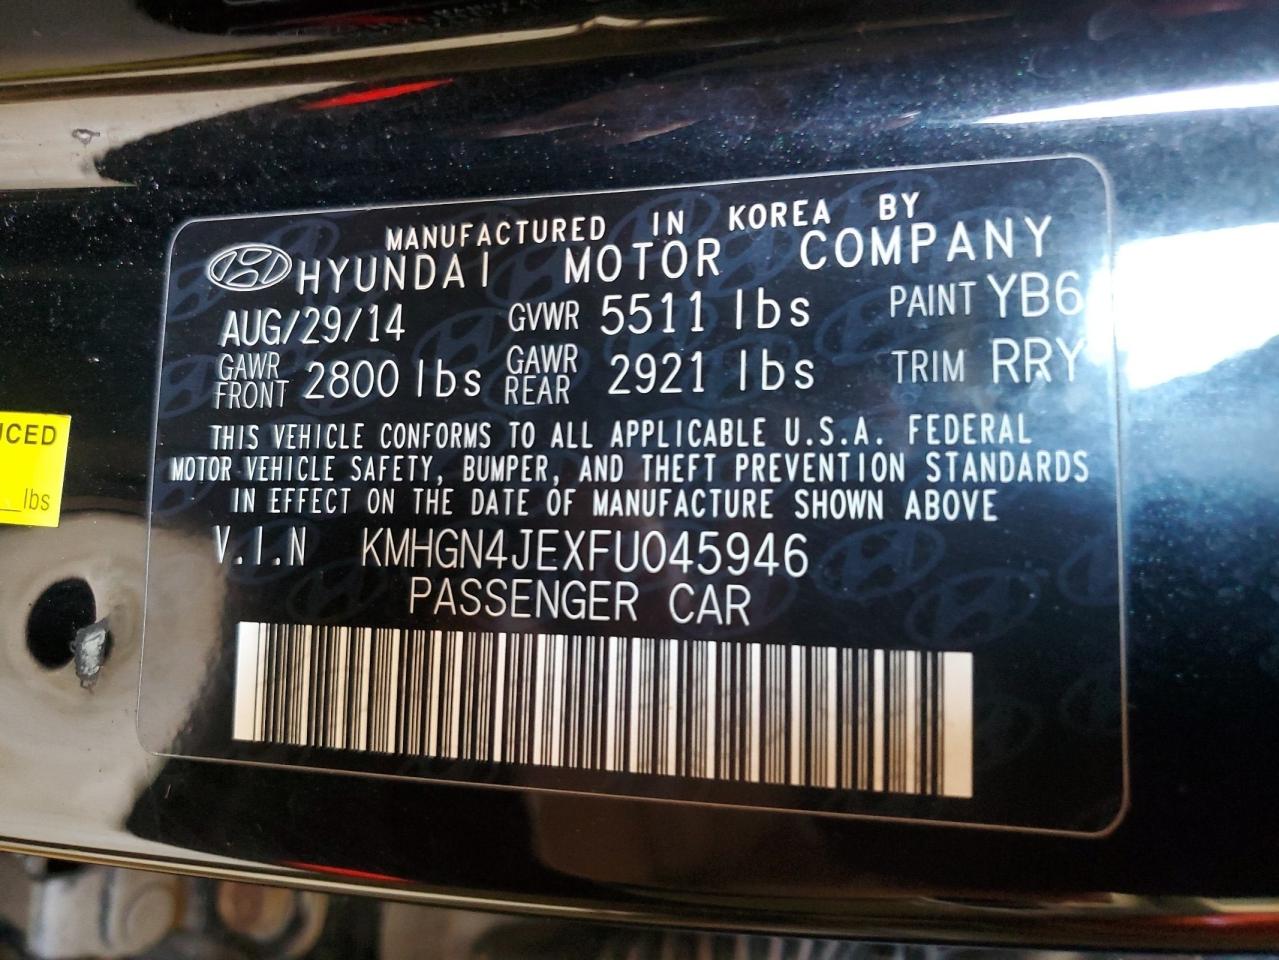 MANUFACTURED IN KOREA BY
HYUNDAI MOTOR COMPANY
AUG/29/14 GVWR 5511 lbs PAINT YB6
GAWR FRONT 2800 lbs GAWR REAR 2921 lbs TRIM RRY
THIS VEHICLE CONFORMS TO ALL APPLICABLE U.S.A. FEDERAL
MOTOR VEHICLE SAFETY, BUMPER, AND THEFT PREVENTION STANDARDS
IN EFFECT ON THE DATE OF MANUFACTURE SHOWN ABOVE
V.I.N KMHGN4JEXFU045946
PASSENGER CAR
UCED
lbs